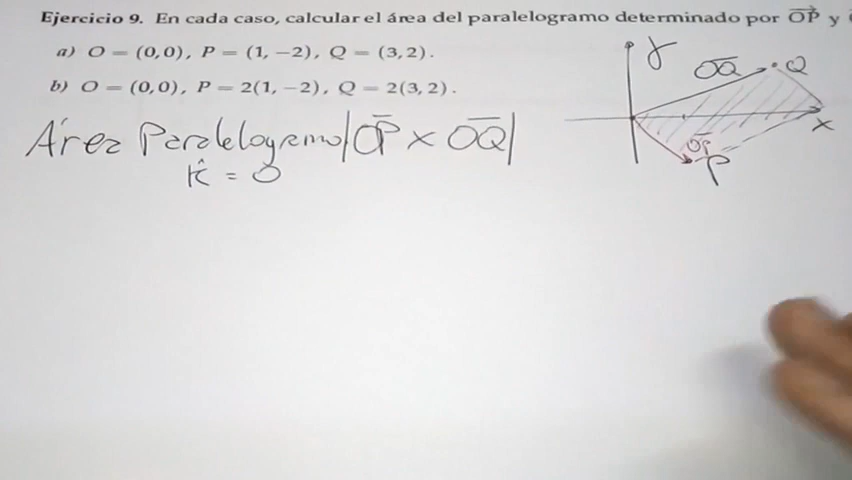 Ejercicio 9. En cada caso, calcular el área del paralelogramo determinado por OP y
a) O = (0,0), P = (1, −2), Q = (3, 2).
b) O = (0,0), P = 2(1, −2), Q = 2(3, 2).
Área Paralelogramo |OP × OQ|
k̂ = 0
y
OQ
Q
x
OP
P